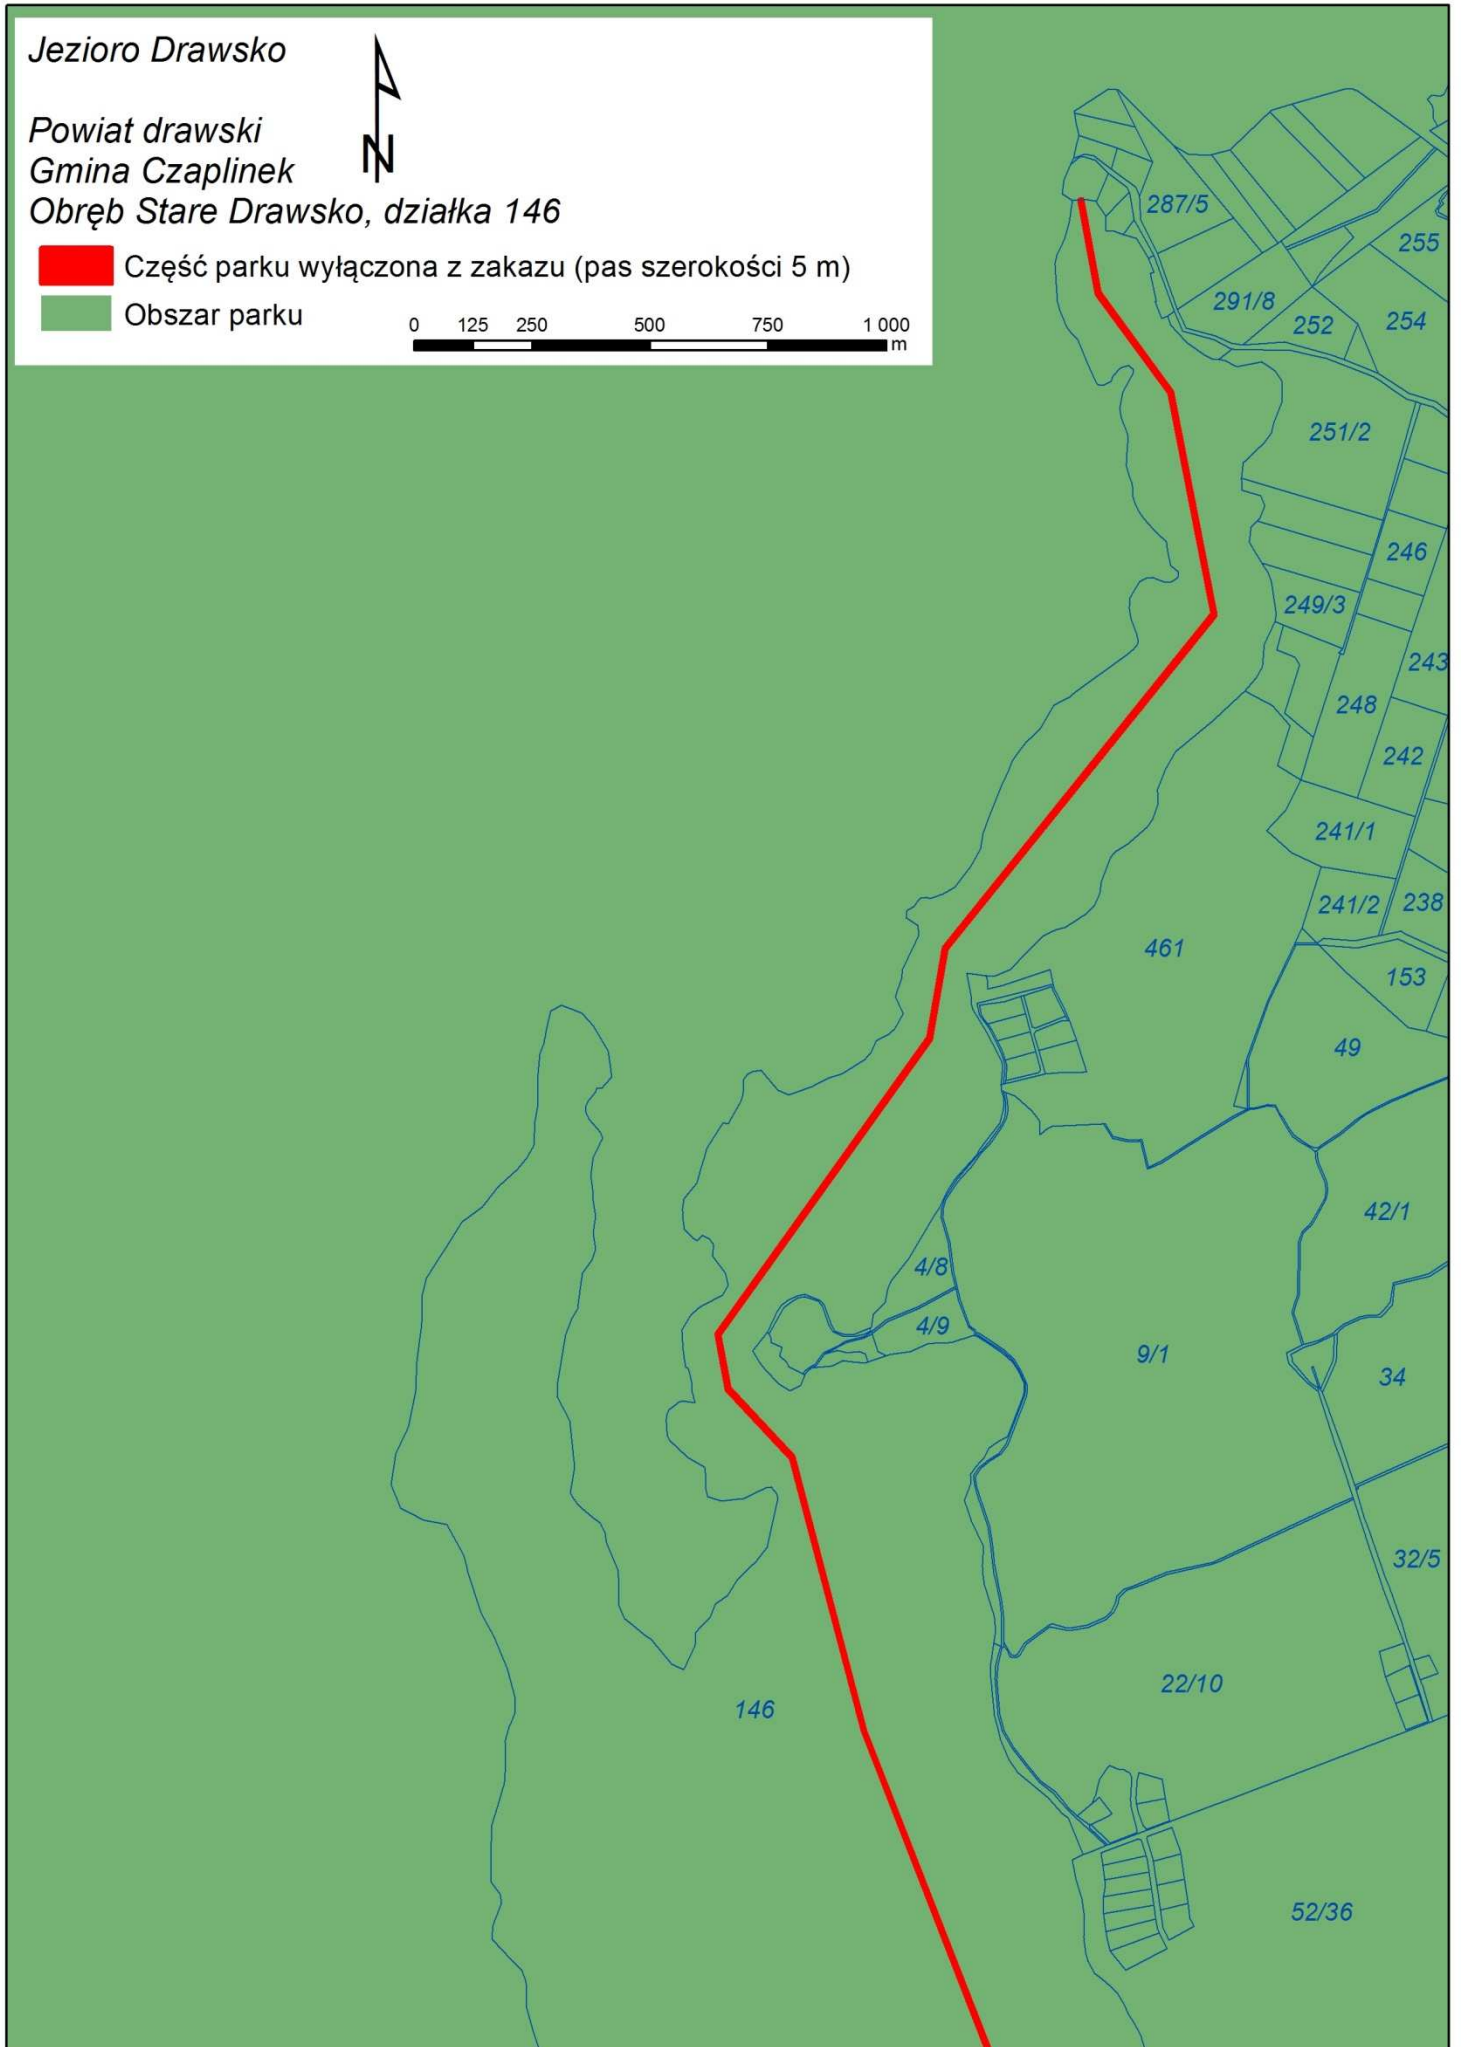 Jezioro Drawsko
Powiat drawski
Gmina Czaplinek
Obręb Stare Drawsko, działka 146
N
Część parku wyłączona z zakazu (pas szerokości 5 m)
Obszar parku
0 125 250 500 750 1 000
m
287/5
255
291/8
252
254
251/2
246
249/3
243
248
242
241/1
241/2
238
461
153
49
42/1
4/8
4/9
9/1
34
32/5
22/10
146
52/36